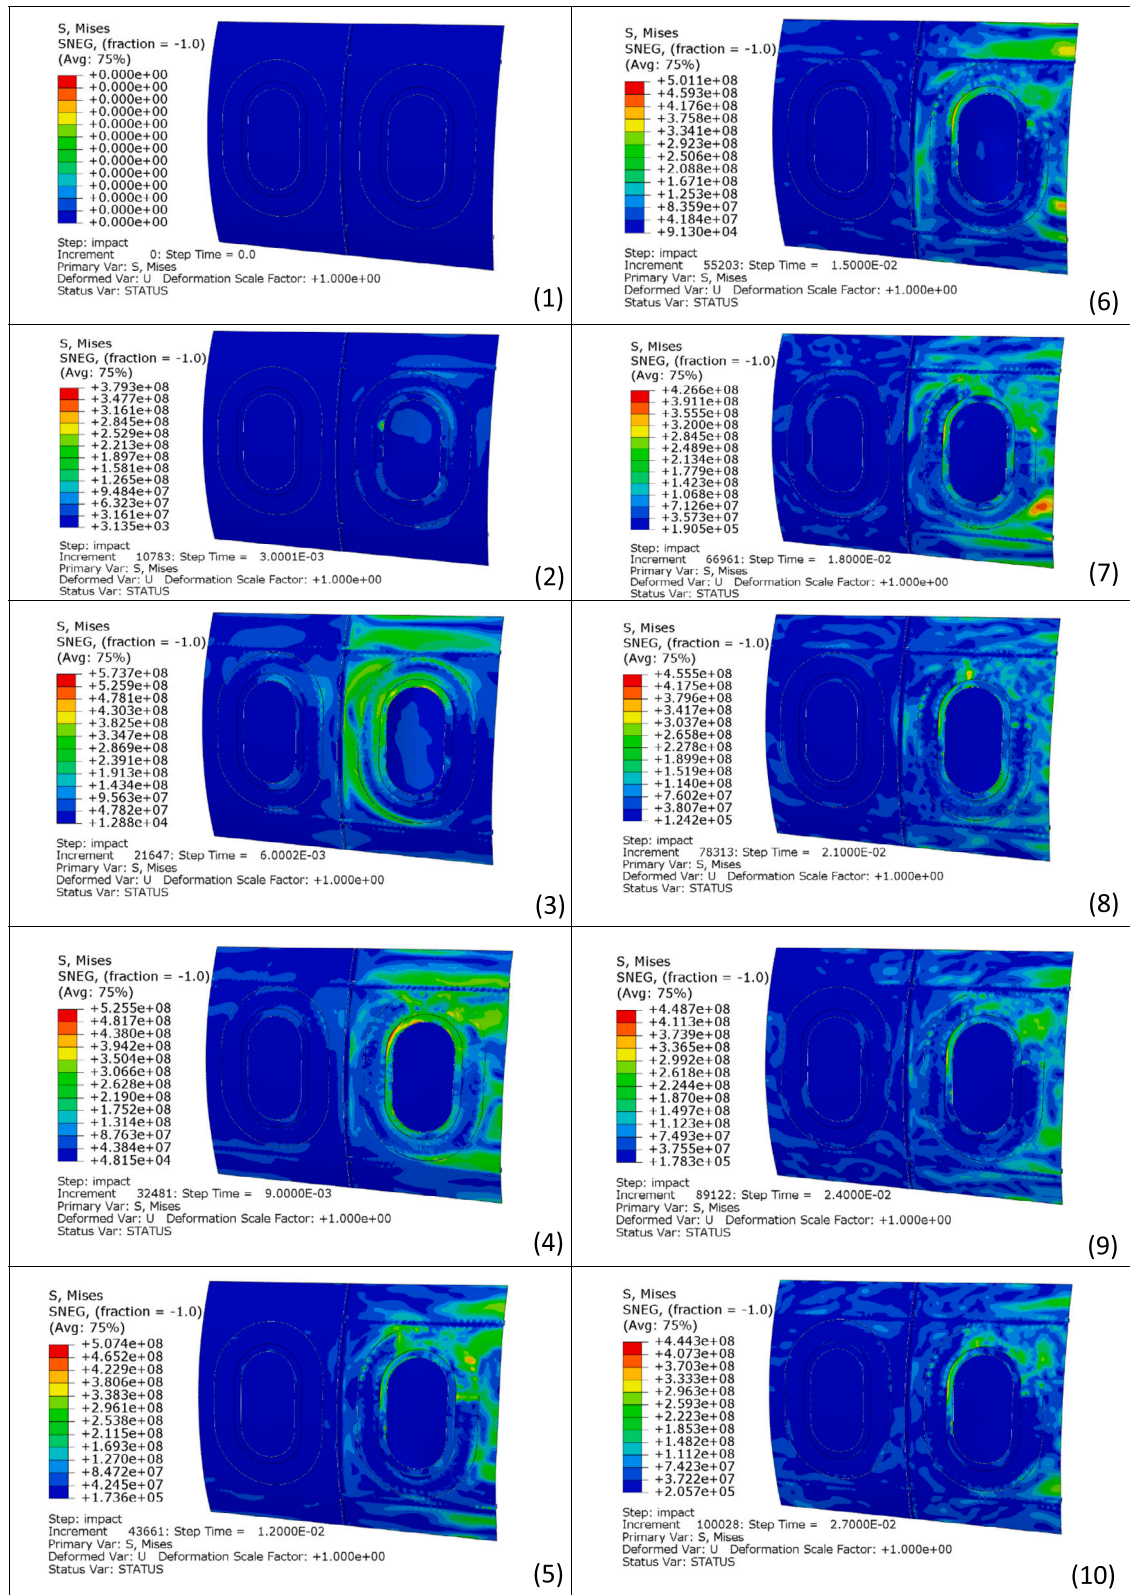 S, Mises
SNEG, (fraction = -1.0)
(Avg: 75%)
+0.000e+00
+0.000e+00
+0.000e+00
+0.000e+00
+0.000e+00
+0.000e+00
+0.000e+00
+0.000e+00
+0.000e+00
+0.000e+00
+0.000e+00
+0.000e+00
+0.000e+00
Step: impact
Increment 0: Step Time = 0.0
Primary Var: S, Mises
Deformed Var: U Deformation Scale Factor: +1.000e+00
Status Var: STATUS
(1)
S, Mises
SNEG, (fraction = -1.0)
(Avg: 75%)
+3.793e+08
+3.477e+08
+3.161e+08
+2.845e+08
+2.529e+08
+2.213e+08
+1.897e+08
+1.581e+08
+1.265e+08
+9.484e+07
+6.323e+07
+3.161e+07
+3.135e+03
Step: impact
Increment 10783: Step Time = 3.0001E-03
Primary Var: S, Mises
Deformed Var: U Deformation Scale Factor: +1.000e+00
Status Var: STATUS
(2)
S, Mises
SNEG, (fraction = -1.0)
(Avg: 75%)
+5.737e+08
+5.259e+08
+4.781e+08
+4.303e+08
+3.825e+08
+3.347e+08
+2.869e+08
+2.391e+08
+1.913e+08
+1.434e+08
+9.563e+07
+4.782e+07
+1.288e+04
Step: impact
Increment 21647: Step Time = 6.0002E-03
Primary Var: S, Mises
Deformed Var: U Deformation Scale Factor: +1.000e+00
Status Var: STATUS
(3)
S, Mises
SNEG, (fraction = -1.0)
(Avg: 75%)
+5.255e+08
+4.817e+08
+4.380e+08
+3.942e+08
+3.504e+08
+3.066e+08
+2.628e+08
+2.190e+08
+1.752e+08
+1.314e+08
+8.763e+07
+4.384e+07
+4.815e+04
Step: impact
Increment 32481: Step Time = 9.0000E-03
Primary Var: S, Mises
Deformed Var: U Deformation Scale Factor: +1.000e+00
Status Var: STATUS
(4)
S, Mises
SNEG, (fraction = -1.0)
(Avg: 75%)
+5.074e+08
+4.652e+08
+4.229e+08
+3.806e+08
+3.383e+08
+2.961e+08
+2.538e+08
+2.115e+08
+1.693e+08
+1.270e+08
+8.472e+07
+4.245e+07
+1.736e+05
Step: impact
Increment 43661: Step Time = 1.2000E-02
Primary Var: S, Mises
Deformed Var: U Deformation Scale Factor: +1.000e+00
Status Var: STATUS
(5)
S, Mises
SNEG, (fraction = -1.0)
(Avg: 75%)
+5.011e+08
+4.593e+08
+4.176e+08
+3.758e+08
+3.341e+08
+2.923e+08
+2.506e+08
+2.088e+08
+1.671e+08
+1.253e+08
+8.359e+07
+4.184e+07
+9.130e+04
Step: impact
Increment 55203: Step Time = 1.5000E-02
Primary Var: S, Mises
Deformed Var: U Deformation Scale Factor: +1.000e+00
Status Var: STATUS
(6)
S, Mises
SNEG, (fraction = -1.0)
(Avg: 75%)
+4.266e+08
+3.911e+08
+3.555e+08
+3.200e+08
+2.845e+08
+2.489e+08
+2.134e+08
+1.779e+08
+1.423e+08
+1.068e+08
+7.126e+07
+3.573e+07
+1.905e+05
Step: impact
Increment 66961: Step Time = 1.8000E-02
Primary Var: S, Mises
Deformed Var: U Deformation Scale Factor: +1.000e+00
Status Var: STATUS
(7)
S, Mises
SNEG, (fraction = -1.0)
(Avg: 75%)
+4.555e+08
+4.175e+08
+3.796e+08
+3.417e+08
+3.037e+08
+2.658e+08
+2.278e+08
+1.899e+08
+1.519e+08
+1.140e+08
+7.602e+07
+3.807e+07
+1.242e+05
Step: impact
Increment 78313: Step Time = 2.1000E-02
Primary Var: S, Mises
Deformed Var: U Deformation Scale Factor: +1.000e+00
Status Var: STATUS
(8)
S, Mises
SNEG, (fraction = -1.0)
(Avg: 75%)
+4.487e+08
+4.113e+08
+3.739e+08
+3.365e+08
+2.992e+08
+2.618e+08
+2.244e+08
+1.870e+08
+1.497e+08
+1.123e+08
+7.493e+07
+3.755e+07
+1.783e+05
Step: impact
Increment 89122: Step Time = 2.4000E-02
Primary Var: S, Mises
Deformed Var: U Deformation Scale Factor: +1.000e+00
Status Var: STATUS
(9)
S, Mises
SNEG, (fraction = -1.0)
(Avg: 75%)
+4.443e+08
+4.073e+08
+3.703e+08
+3.333e+08
+2.963e+08
+2.593e+08
+2.223e+08
+1.853e+08
+1.482e+08
+1.112e+08
+7.423e+07
+3.722e+07
+2.057e+05
Step: impact
Increment 100028: Step Time = 2.7000E-02
Primary Var: S, Mises
Deformed Var: U Deformation Scale Factor: +1.000e+00
Status Var: STATUS
(10)